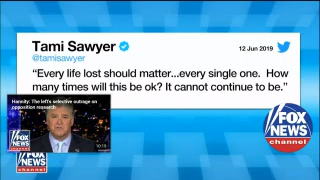 Tami Sawyer
@tamisawyer
12 Jun 2019
“Every life lost should matter...every single one. How
many times will this be ok? It cannot continue to be.”
Hannity: The left's selective outrage on
opposition research
FOX
NEWS
channel
10:10
FOX
NEWS
channel